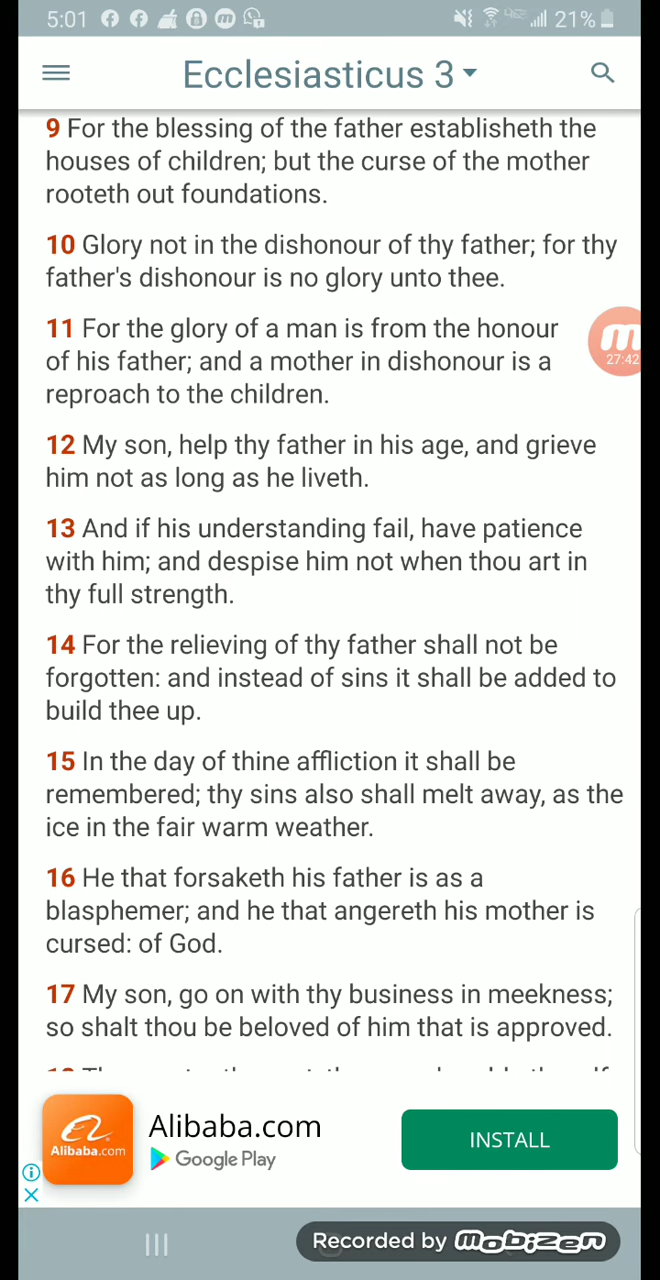 5:01 21%
Ecclesiasticus 3
9 For the blessing of the father establisheth the
houses of children; but the curse of the mother
rooteth out foundations.
10 Glory not in the dishonour of thy father; for thy
father's dishonour is no glory unto thee.
11 For the glory of a man is from the honour
of his father; and a mother in dishonour is a
reproach to the children.
27:42
12 My son, help thy father in his age, and grieve
him not as long as he liveth.
13 And if his understanding fail, have patience
with him; and despise him not when thou art in
thy full strength.
14 For the relieving of thy father shall not be
forgotten: and instead of sins it shall be added to
build thee up.
15 In the day of thine affliction it shall be
remembered; thy sins also shall melt away, as the
ice in the fair warm weather.
16 He that forsaketh his father is as a
blasphemer; and he that angereth his mother is
cursed: of God.
17 My son, go on with thy business in meekness;
so shalt thou be beloved of him that is approved.
Alibaba.com
Alibaba.com
Google Play
INSTALL
Recorded by mobizen